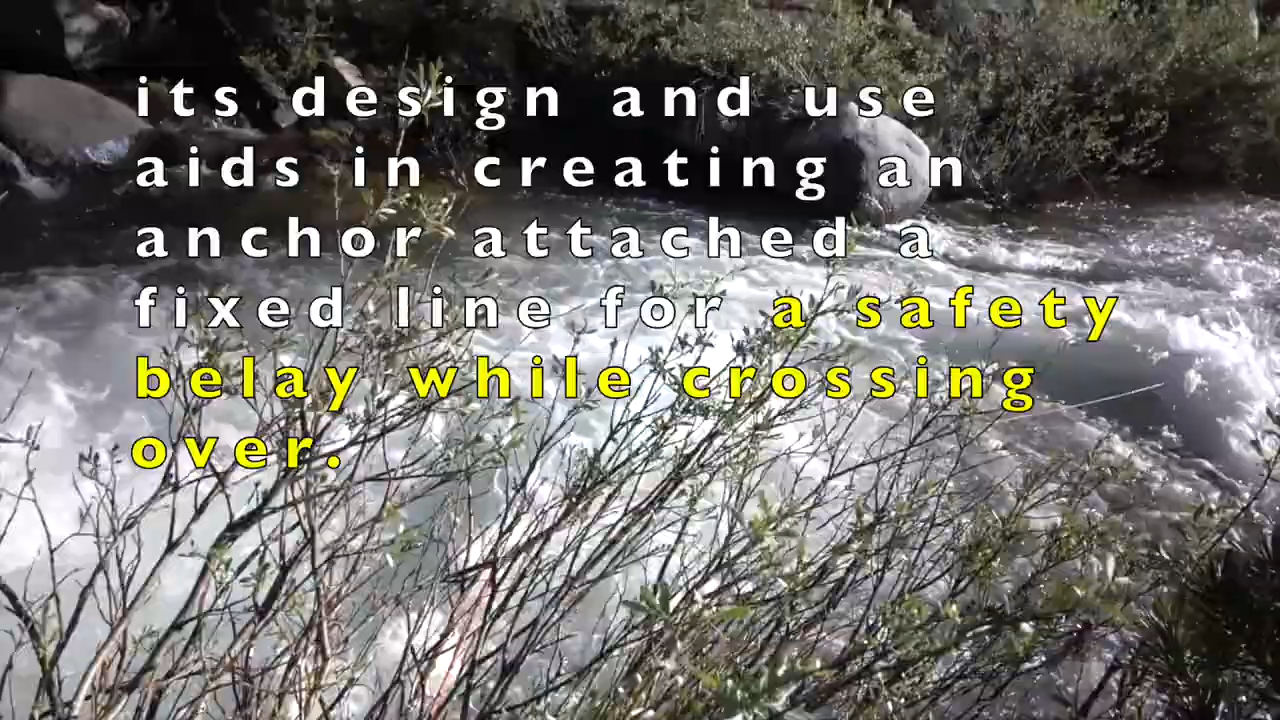 its design and use
aids in creating an
anchor attached a
fixed line for a safety
belay while crossing
over.